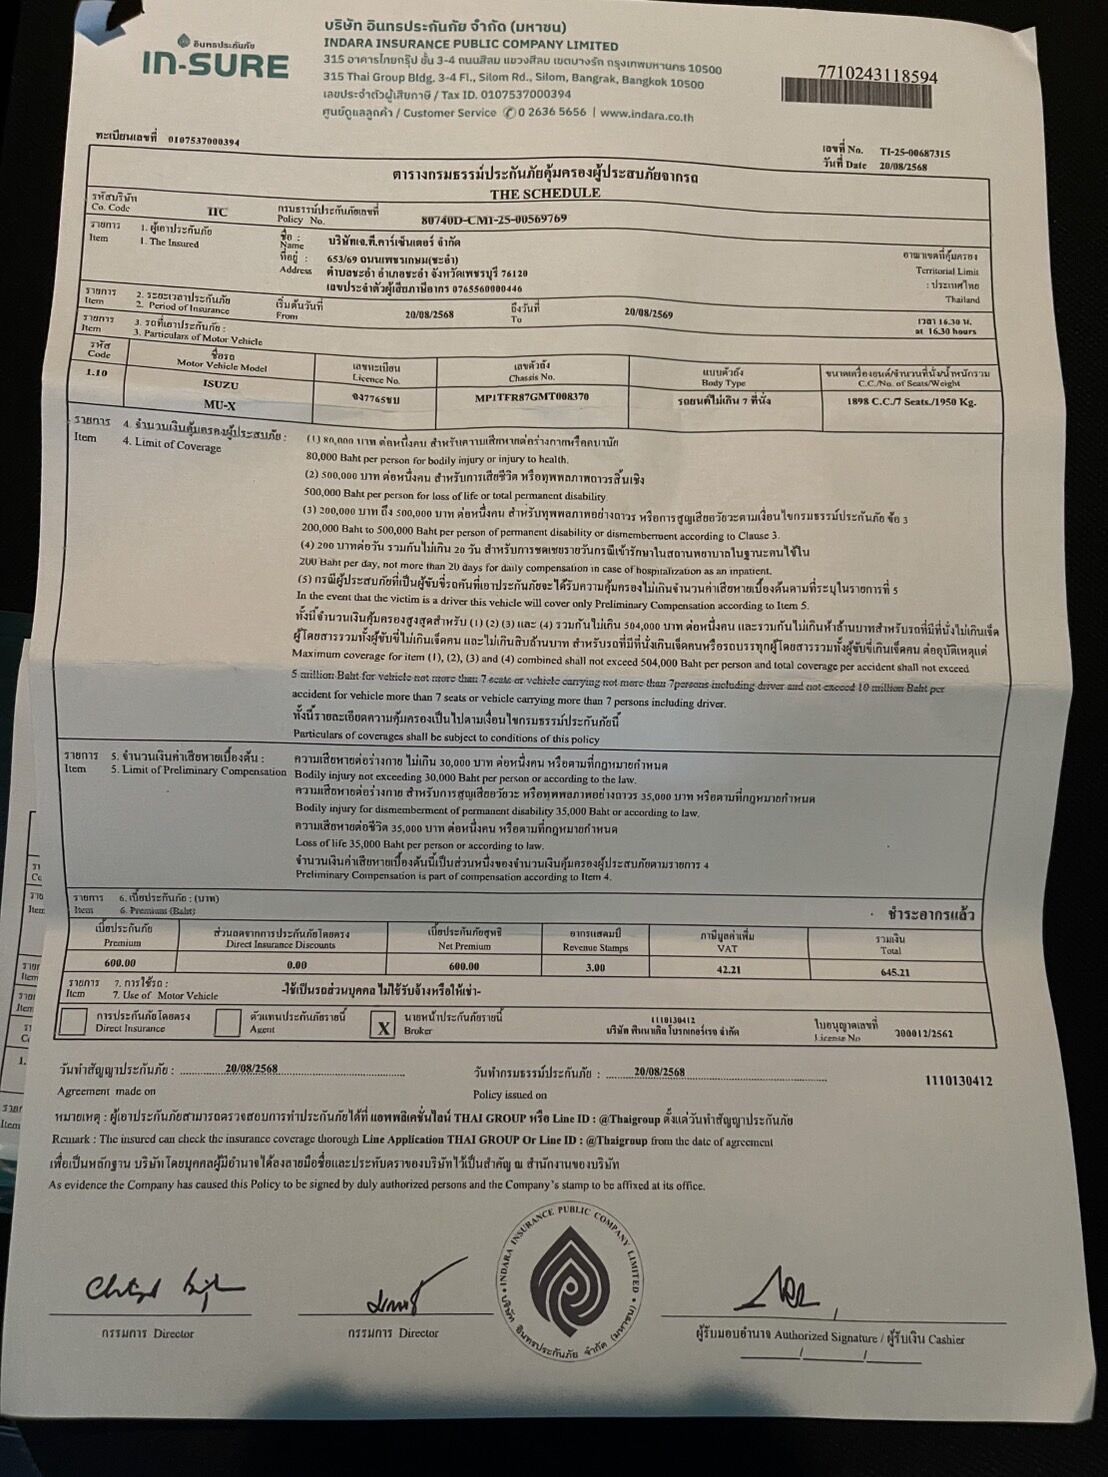 อินทรประกันภัย
IN-SURE
บริษัท อินทรประกันภัย จำกัด (มหาชน)
INDARA INSURANCE PUBLIC COMPANY LIMITED
315 อาคารไทยกรุ๊ป ชั้น 3-4 ถนนสีลม แขวงสีลม เขตบางรัก กรุงเทพมหานคร 10500
315 Thai Group Bldg. 3-4 Fl., Silom Rd., Silom, Bangrak, Bangkok 10500
เลขประจำตัวผู้เสียภาษี / Tax ID. 0107537000394
ศูนย์ดูแลลูกค้า / Customer Service 0 2636 5656 | www.indara.co.th
7710243118594
ทะเบียนเลขที่ 0107537000394
เลขที่ No. TI-25-00687315
วันที่ Date 20/08/2568
ตารางกรมธรรม์ประกันภัยคุ้มครองผู้ประสบภัยจากรถ
THE SCHEDULE
รหัสบริษัท IIC กรมธรรม์ประกันภัยเลขที่ 80740D-CM1-25-00569769
Co. Code Policy No.
รายการ 1. ผู้เอาประกันภัย ชื่อ : บริษัทเจ.ที.คาร์เซ็นเตอร์ จำกัด
Item 1. The Insured Name
ที่อยู่ : 653/69 ถนนเพชรเกษม(ชะอำ)
Address ตำบลชะอำ อำเภอชะอำ จังหวัดเพชรบุรี 76120
เลขประจำตัวผู้เสียภาษีอากร 0765560000446
อาณาเขตที่คุ้มครอง
Territorial Limit
: ประเทศไทย
Thailand
รายการ 2. ระยะเวลาประกันภัย เริ่มต้นวันที่ 20/08/2568 ถึงวันที่ 20/08/2569 เวลา 16.30 น.
Item 2. Period of Insurance From To at 16.30 hours
รายการ 3. รถที่เอาประกันภัย :
Item 3. Particulars of Motor Vehicle
รหัส ชื่อรถ เลขทะเบียน เลขตัวถัง แบบตัวถัง ขนาดเครื่องยนต์/จำนวนที่นั่ง/น้ำหนักรวม
Code Motor Vehicle Model Licence No. Chassis No. Body Type C.C./No. of Seats/Weight
1.10 ISUZU MP1TFR87GMT008370 รถยนต์ไม่เกิน 7 ที่นั่ง 1898 C.C./7 Seats./1950 Kg.
MU-X
รายการ 4. จำนวนเงินคุ้มครองผู้ประสบภัย :
Item 4. Limit of Coverage
(1) 80,000 บาท ต่อหนึ่งคน สำหรับความเสียหายต่อร่างกายหรืออนามัย
80,000 Baht per person for bodily injury or injury to health.
(2) 500,000 บาท ต่อหนึ่งคน สำหรับการเสียชีวิต หรือทุพพลภาพถาวรสิ้นเชิง
500,000 Baht per person for loss of life or total permanent disability
(3) 200,000 บาท ถึง 500,000 บาท ต่อหนึ่งคน สำหรับทุพพลภาพอย่างถาวร หรือการสูญเสียอวัยวะตามเงื่อนไขกรมธรรม์ประกันภัย ข้อ 3
200,000 Baht to 500,000 Baht per person of permanent disability or dismemberment according to Clause 3.
(4) 200 บาทต่อวัน รวมกันไม่เกิน 20 วัน สำหรับการชดเชยรายวันกรณีเข้ารักษาในสถานพยาบาลในฐานะคนไข้ใน
200 Baht per day, not more than 20 days for daily compensation in case of hospitalization as an inpatient.
(5) กรณีผู้ประสบภัยที่เป็นผู้ขับขี่รถคันที่เอาประกันภัยจะได้รับความคุ้มครองไม่เกินจำนวนค่าเสียหายเบื้องต้นตามที่ระบุในรายการที่ 5
In the event that the victim is a driver this vehicle will cover only Preliminary Compensation according to Item 5.
ทั้งนี้จำนวนเงินคุ้มครองสูงสุดสำหรับ (1) (2) (3) และ (4) รวมกันไม่เกิน 504,000 บาท ต่อหนึ่งคน และรวมกันไม่เกินห้าล้านบาทสำหรับรถที่มีที่นั่งไม่เกินเจ็ด
ผู้โดยสารรวมทั้งผู้ขับขี่ไม่เกินเจ็ดคน และไม่เกินสิบล้านบาท สำหรับรถที่มีที่นั่งเกินเจ็ดคนหรือรถบรรทุกผู้โดยสารรวมทั้งผู้ขับขี่เกินเจ็ดคน ต่ออุบัติเหตุแต่
Maximum coverage for item (1), (2), (3) and (4) combined shall not exceed 504,000 Baht per person and total coverage per accident shall not exceed
5 million Baht for vehicle not more than 7 seats or vehicle carrying not more than 7persons including driver and not exceed 10 million Baht per
accident for vehicle more than 7 seats or vehicle carrying more than 7 persons including driver.
ทั้งนี้รายละเอียดความคุ้มครองเป็นไปตามเงื่อนไขกรมธรรม์ประกันภัยนี้
Particulars of coverages shall be subject to conditions of this policy
รายการ 5. จำนวนเงินค่าเสียหายเบื้องต้น : ความเสียหายต่อร่างกาย ไม่เกิน 30,000 บาท ต่อหนึ่งคน หรือตามที่กฎหมายกำหนด
Item 5. Limit of Preliminary Compensation Bodily injury not exceeding 30,000 Baht per person or according to the law.
ความเสียหายต่อร่างกาย สำหรับการสูญเสียอวัยวะ หรือทุพพลภาพอย่างถาวร 35,000 บาท หรือตามที่กฎหมายกำหนด
Bodily injury for dismemberment of permanent disability 35,000 Baht or according to law.
ความเสียหายต่อชีวิต 35,000 บาท ต่อหนึ่งคน หรือตามที่กฎหมายกำหนด
Loss of life 35,000 Baht per person or according to law.
จำนวนเงินค่าเสียหายเบื้องต้นนี้เป็นส่วนหนึ่งของจำนวนเงินคุ้มครองผู้ประสบภัยตามรายการ 4
Preliminary Compensation is part of compensation according to Item 4.
รายการ 6. เบี้ยประกันภัย : (บาท)
Item 6. Premium (Baht)
ชำระอากรแล้ว
เบี้ยประกันภัย ส่วนลดจากการประกันภัยโดยตรง เบี้ยประกันภัยสุทธิ อากรแสตมป์ ภาษีมูลค่าเพิ่ม รวมเงิน
Premium Direct Insurance Discounts Net Premium Revenue Stamps VAT Total
600.00 0.00 600.00 3.00 42.21 645.21
รายการ 7. การใช้รถ : -ใช้เป็นรถส่วนบุคคล ไม่ใช้รับจ้างหรือให้เช่า-
Item 7. Use of Motor Vehicle
การประกันภัยโดยตรง ตัวแทนประกันภัยรายนี้ X นายหน้าประกันภัยรายนี้ 1110130412 ใบอนุญาตเลขที่
Direct Insurance Agent Broker บริษัท พินนาเคิล โบรกเกอร์เรจ จำกัด License No ว00012/2562
วันทำสัญญาประกันภัย : 20/08/2568 วันทำกรมธรรม์ประกันภัย : 20/08/2568
Agreement made on Policy issued on
1110130412
หมายเหตุ : ผู้เอาประกันภัยสามารถตรวจสอบการทำประกันภัยได้ที่ แอพพลิเคชั่นไลน์ THAI GROUP หรือ Line ID : @Thaigroup ตั้งแต่วันทำสัญญาประกันภัย
Remark : The insured can check the insurance coverage thorough Line Application THAI GROUP Or Line ID : @Thaigroup from the date of agreement
เพื่อเป็นหลักฐาน บริษัทโดยบุคคลผู้มีอำนาจได้ลงลายมือชื่อและประทับตราของบริษัทไว้เป็นสำคัญ ณ สำนักงานของบริษัท
As evidence the Company has caused this Policy to be signed by duly authorized persons and the Company's stamp to be affixed at its office.
INDARA INSURANCE PUBLIC COMPANY LIMITED
บริษัท อินทรประกันภัย จำกัด (มหาชน)
กรรมการ Director
กรรมการ Director
ผู้รับมอบอำนาจ Authorized Signature / ผู้รับเงิน Cashier